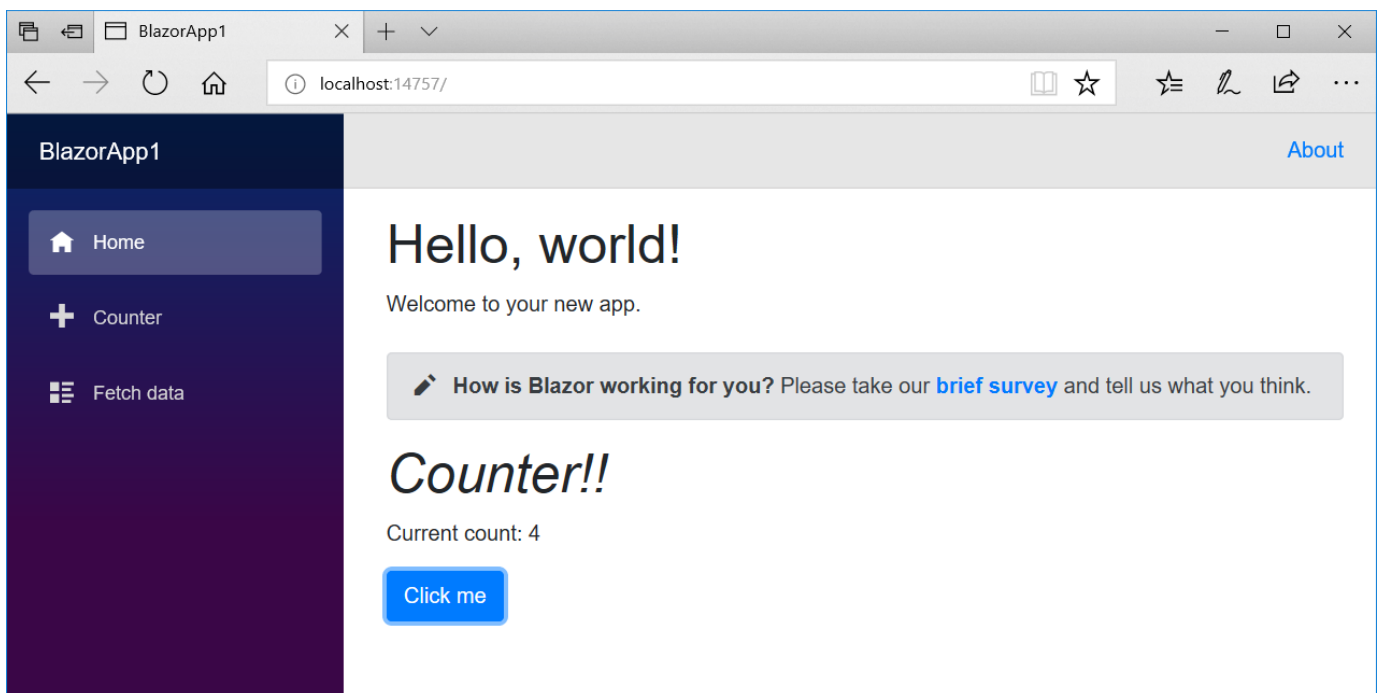 BlazorApp1
localhost:14757/
BlazorApp1
About
Home
Counter
Fetch data
Hello, world!
Welcome to your new app.
How is Blazor working for you? Please take our brief survey and tell us what you think.
Counter!!
Current count: 4
Click me